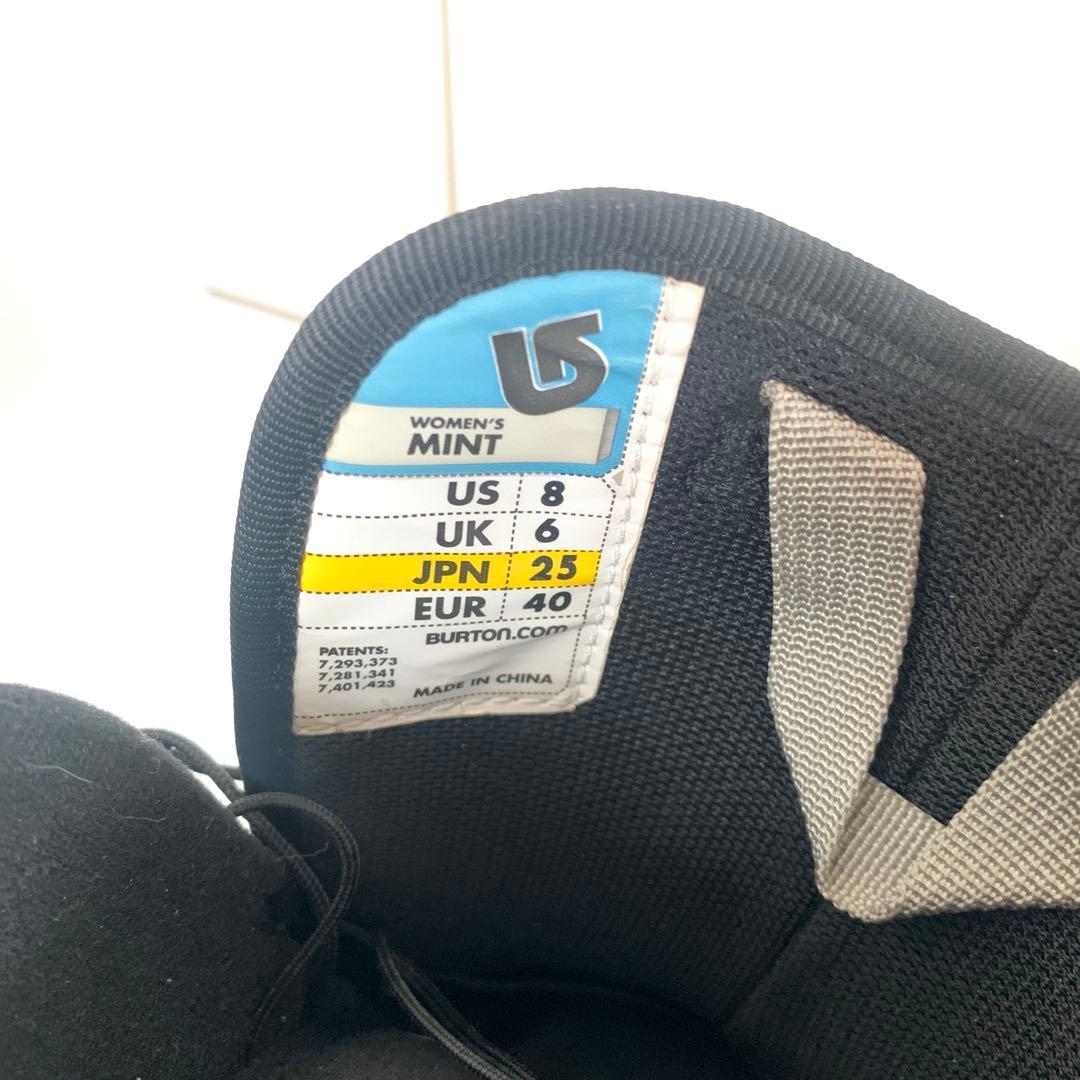 WOMEN'S
MINT
US 8
UK 6
JPN 25
EUR 40
BURTON.COM
PATENTS:
7,293,373
7,281,341
7,401,423
MADE IN CHINA